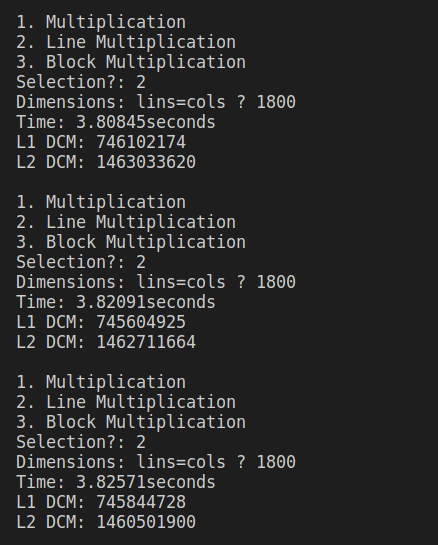 1. Multiplication
2. Line Multiplication
3. Block Multiplication
Selection?: 2
Dimensions: lins=cols ? 1800
Time: 3.80845seconds
L1 DCM: 746102174
L2 DCM: 1463033620

1. Multiplication
2. Line Multiplication
3. Block Multiplication
Selection?: 2
Dimensions: lins=cols ? 1800
Time: 3.82091seconds
L1 DCM: 745604925
L2 DCM: 1462711664

1. Multiplication
2. Line Multiplication
3. Block Multiplication
Selection?: 2
Dimensions: lins=cols ? 1800
Time: 3.82571seconds
L1 DCM: 745844728
L2 DCM: 1460501900